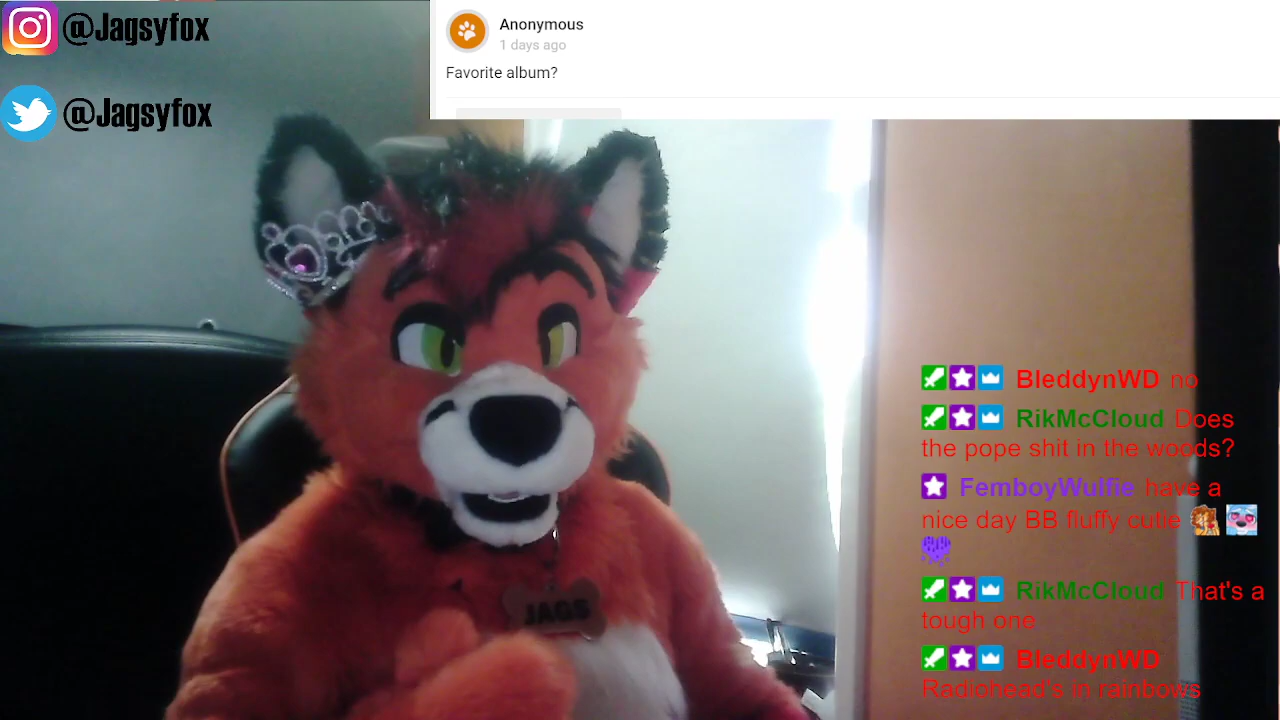 @Jagsyfox
@Jagsyfox
Anonymous
1 days ago
Favorite album?
JAGS
BleddynWD no
RikMcCloud Does
the pope shit in the woods?
FemboyWulfie have a
nice day BB fluffy cutie
RikMcCloud That's a
tough one
BleddynWD
Radiohead's in rainbows